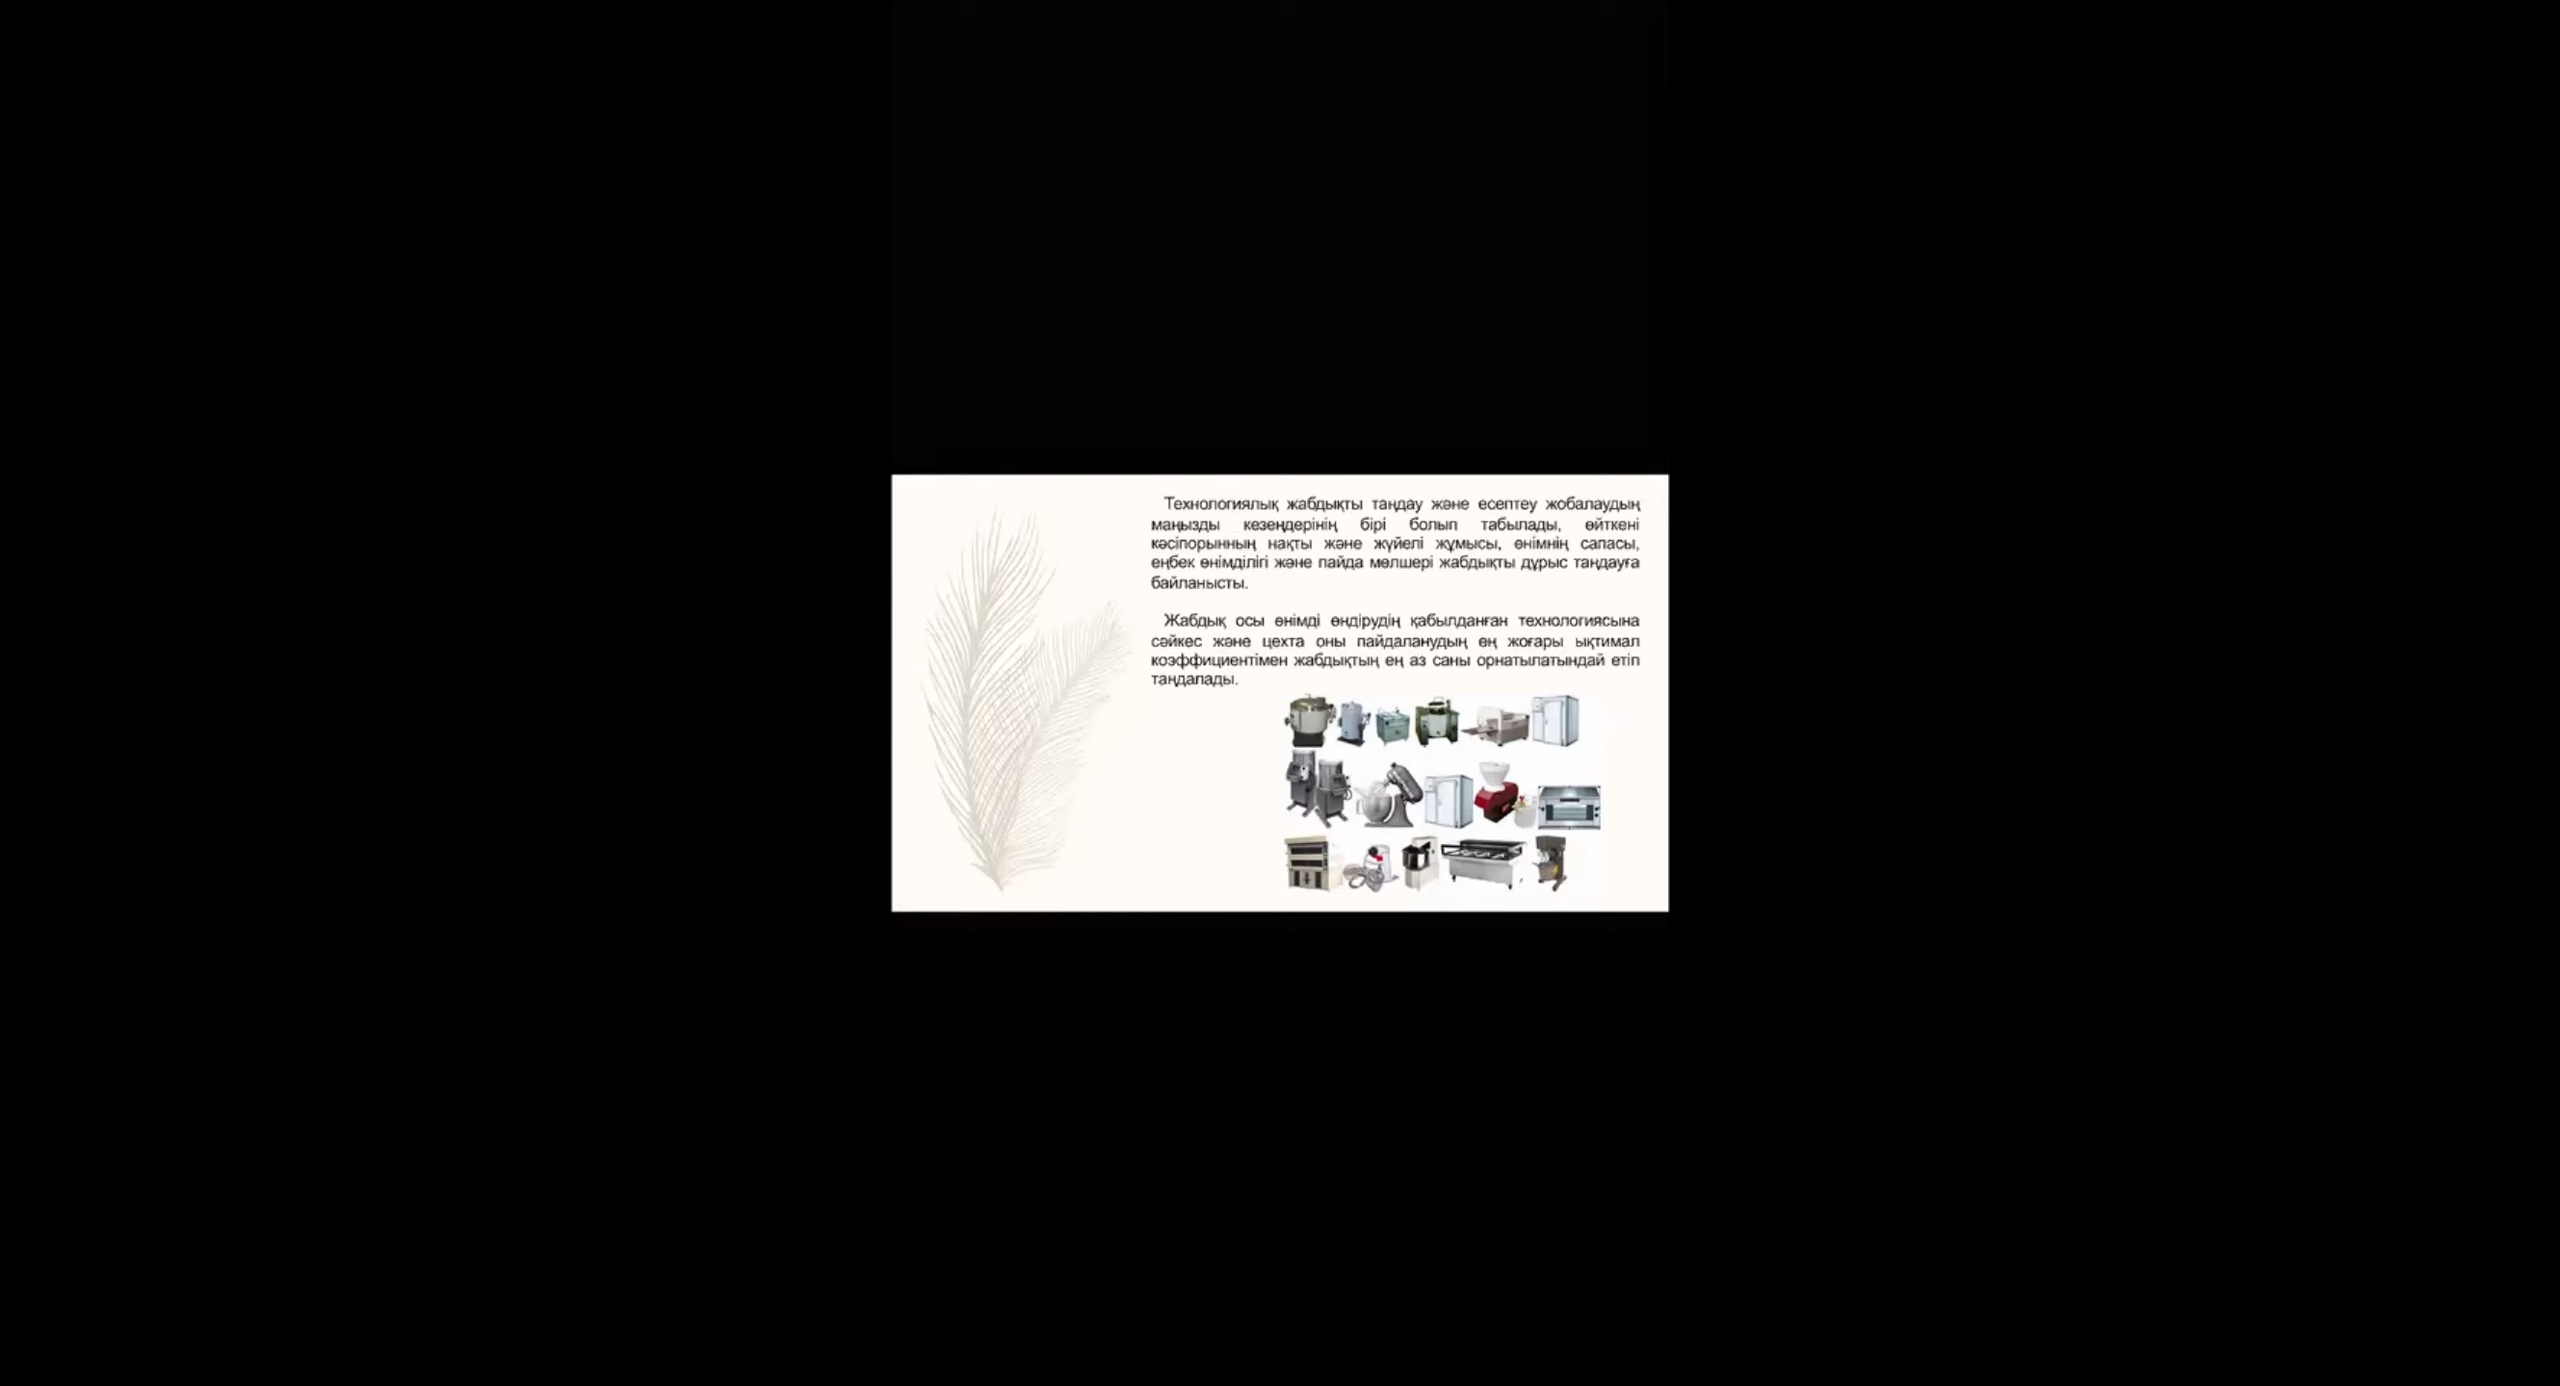 Технологиялық жабдықты таңдау және есептеу жобалаудың
маңызды кезеңдерінің бірі болып табылады, өйткені
кәсіпорынның нақты және жүйелі жұмысы, өнімнің сапасы,
еңбек өнімділігі және пайда мөлшері жабдықты дұрыс таңдауға
байланысты.
Жабдық осы өнімді өндірудің қабылданған технологиясына
сәйкес және цехта оны пайдаланудың ең жоғары ықтимал
коэффициентімен жабдықтың ең аз саны орнатылатындай етіп
таңдалады.